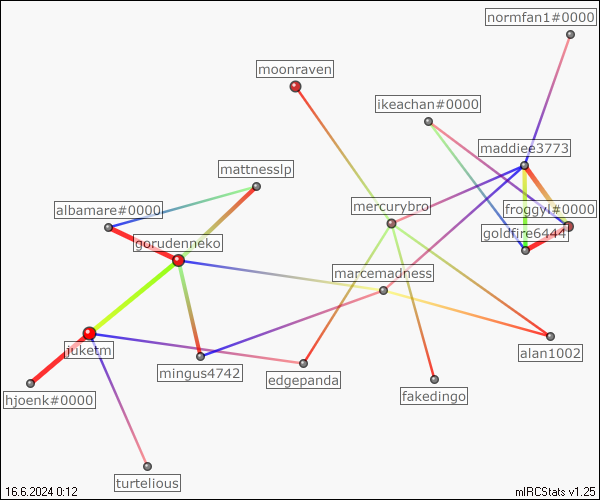 normfan1#0000
moonraven
ikeachan#0000
maddiee3773
mattnesslp
albamare#0000
mercurybro
froggyl#0000
goldfire6444
gorudenneko
marcemadness
juketm
alan1002
mingus4742
edgepanda
fakedingo
hjoenk#0000
turtelious
16.6.2024 0:12
mIRCStats v1.25